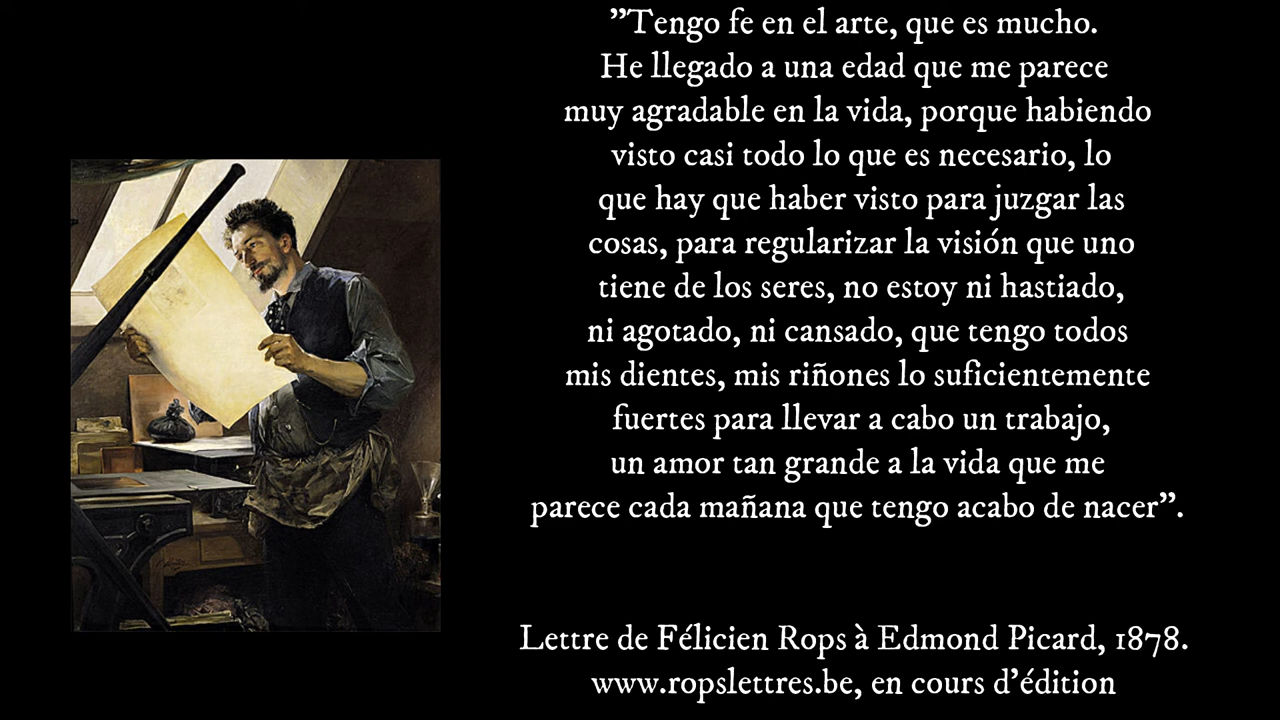 ”Tengo fe en el arte, que es mucho.
He llegado a una edad que me parece
muy agradable en la vida, porque habiendo
visto casi todo lo que es necesario, lo
que hay que haber visto para juzgar las
cosas, para regularizar la visión que uno
tiene de los seres, no estoy ni hastiado,
ni agotado, ni cansado, que tengo todos
mis dientes, mis riñones lo suficientemente
fuertes para llevar a cabo un trabajo,
un amor tan grande a la vida que me
parece cada mañana que tengo acabo de nacer”.
Lettre de Félicien Rops à Edmond Picard, 1878.
www.ropslettres.be, en cours d’édition